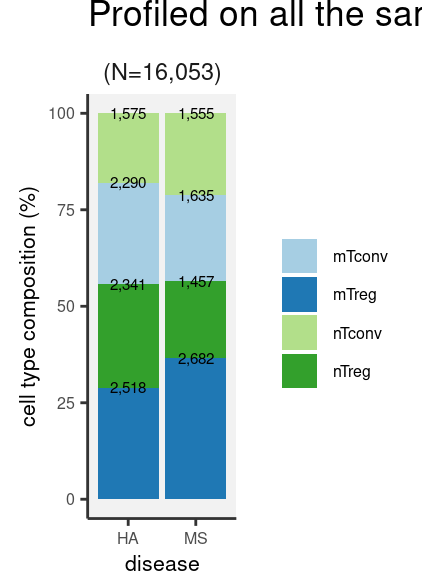 Profiled on all the sar
(N=16,053)
cell type composition (%)
100
75
50
25
0
1,575
2,290
2,341
2,518
1,555
1,635
1,457
2,682
HA
MS
disease
mTconv
mTreg
nTconv
nTreg